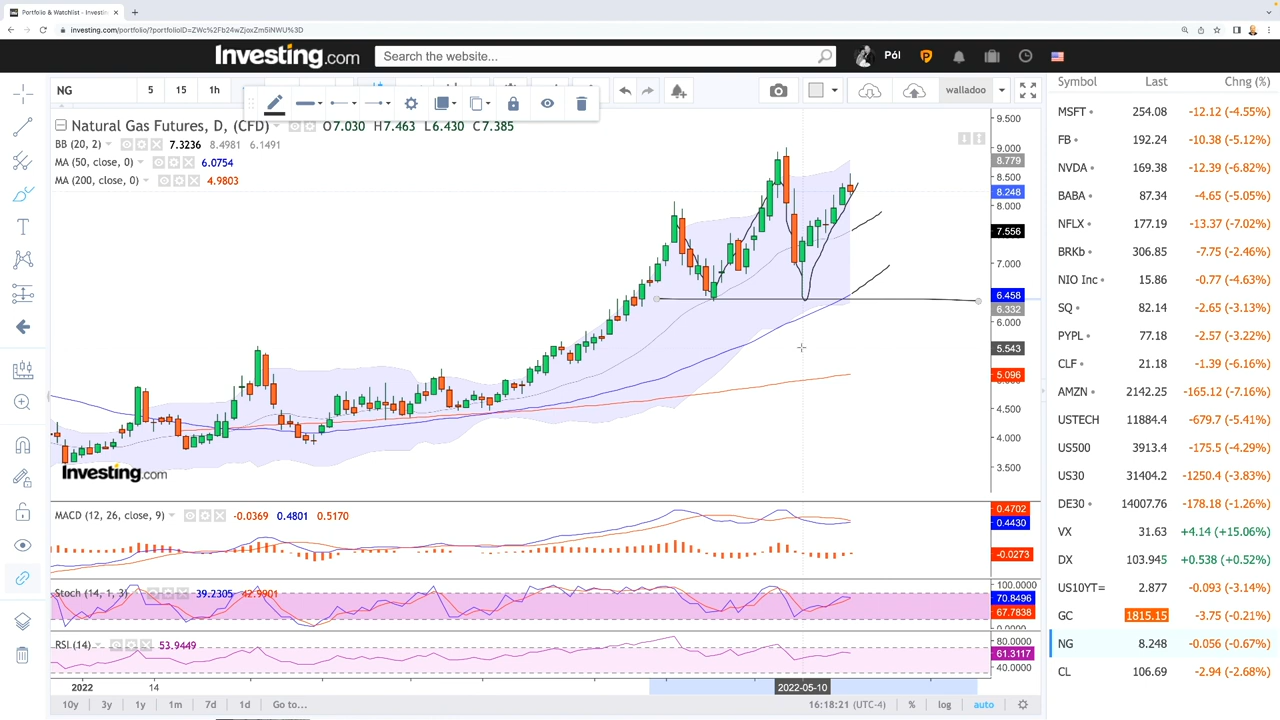 Portfolio & Watchlist - Investin
investing.com/portfolio/?portfolioID=ZWc%2Fb24wZjoxZm5iNWU%3D
Investing.com Search the website... Pól
NG 5 15 1h walladoo
Natural Gas Futures, D, (CFD) O7.030 H7.463 L6.430 C7.385
BB (20, 2) 7.3236 8.4981 6.1491
MA (50, close, 0) 6.0754
MA (200, close, 0) 4.9803
9.500
9.000
8.779
8.500
8.248
8.000
7.556
7.000
6.458
6.332
6.000
5.543
5.096
4.500
4.000
3.500
Investing.com
MACD (12, 26, close, 9) -0.0369 0.4801 0.5170
0.4702
0.4430
-0.0273
Stoch (14, 1, 3) 39.2305 42.9901
100.0000
70.8496
67.7838
RSI (14) 53.9449
80.0000
61.3117
40.0000
2022 14 2022-05-10
10y 3y 1y 1m 7d 1d Go to... 16:18:21 (UTC-4) % log auto
Symbol Last Chng (%)
MSFT 254.08 -12.12 (-4.55%)
FB 192.24 -10.38 (-5.12%)
NVDA 169.38 -12.39 (-6.82%)
BABA 87.34 -4.65 (-5.05%)
NFLX 177.19 -13.37 (-7.02%)
BRKb 306.85 -7.75 (-2.46%)
NIO Inc 15.86 -0.77 (-4.63%)
SQ 82.14 -2.65 (-3.13%)
PYPL 77.18 -2.57 (-3.22%)
CLF 21.18 -1.39 (-6.16%)
AMZN 2142.25 -165.12 (-7.16%)
USTECH 11884.4 -679.7 (-5.41%)
US500 3913.4 -175.5 (-4.29%)
US30 31404.2 -1250.4 (-3.83%)
DE30 14007.76 -178.18 (-1.26%)
VX 31.63 +4.14 (+15.06%)
DX 103.945 +0.538 (+0.52%)
US10YT= 2.877 -0.093 (-3.14%)
GC 1815.15 -3.75 (-0.21%)
NG 8.248 -0.056 (-0.67%)
CL 106.69 -2.94 (-2.68%)